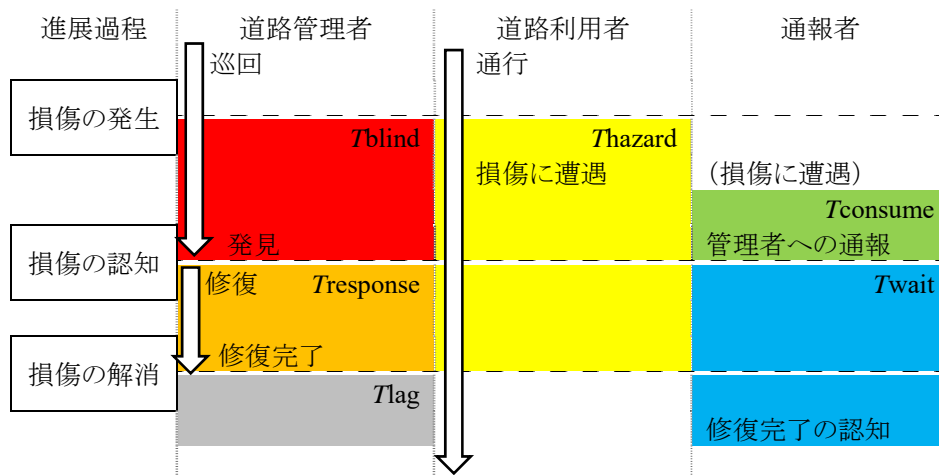 進展過程
道路管理者
道路利用者
通報者
巡回
通行
損傷の発生
Tblind
Thazard
損傷に遭遇
（損傷に遭遇）
Tconsume
発見
管理者への通報
損傷の認知
修復
Tresponse
Twait
修復完了
損傷の解消
Tlag
修復完了の認知